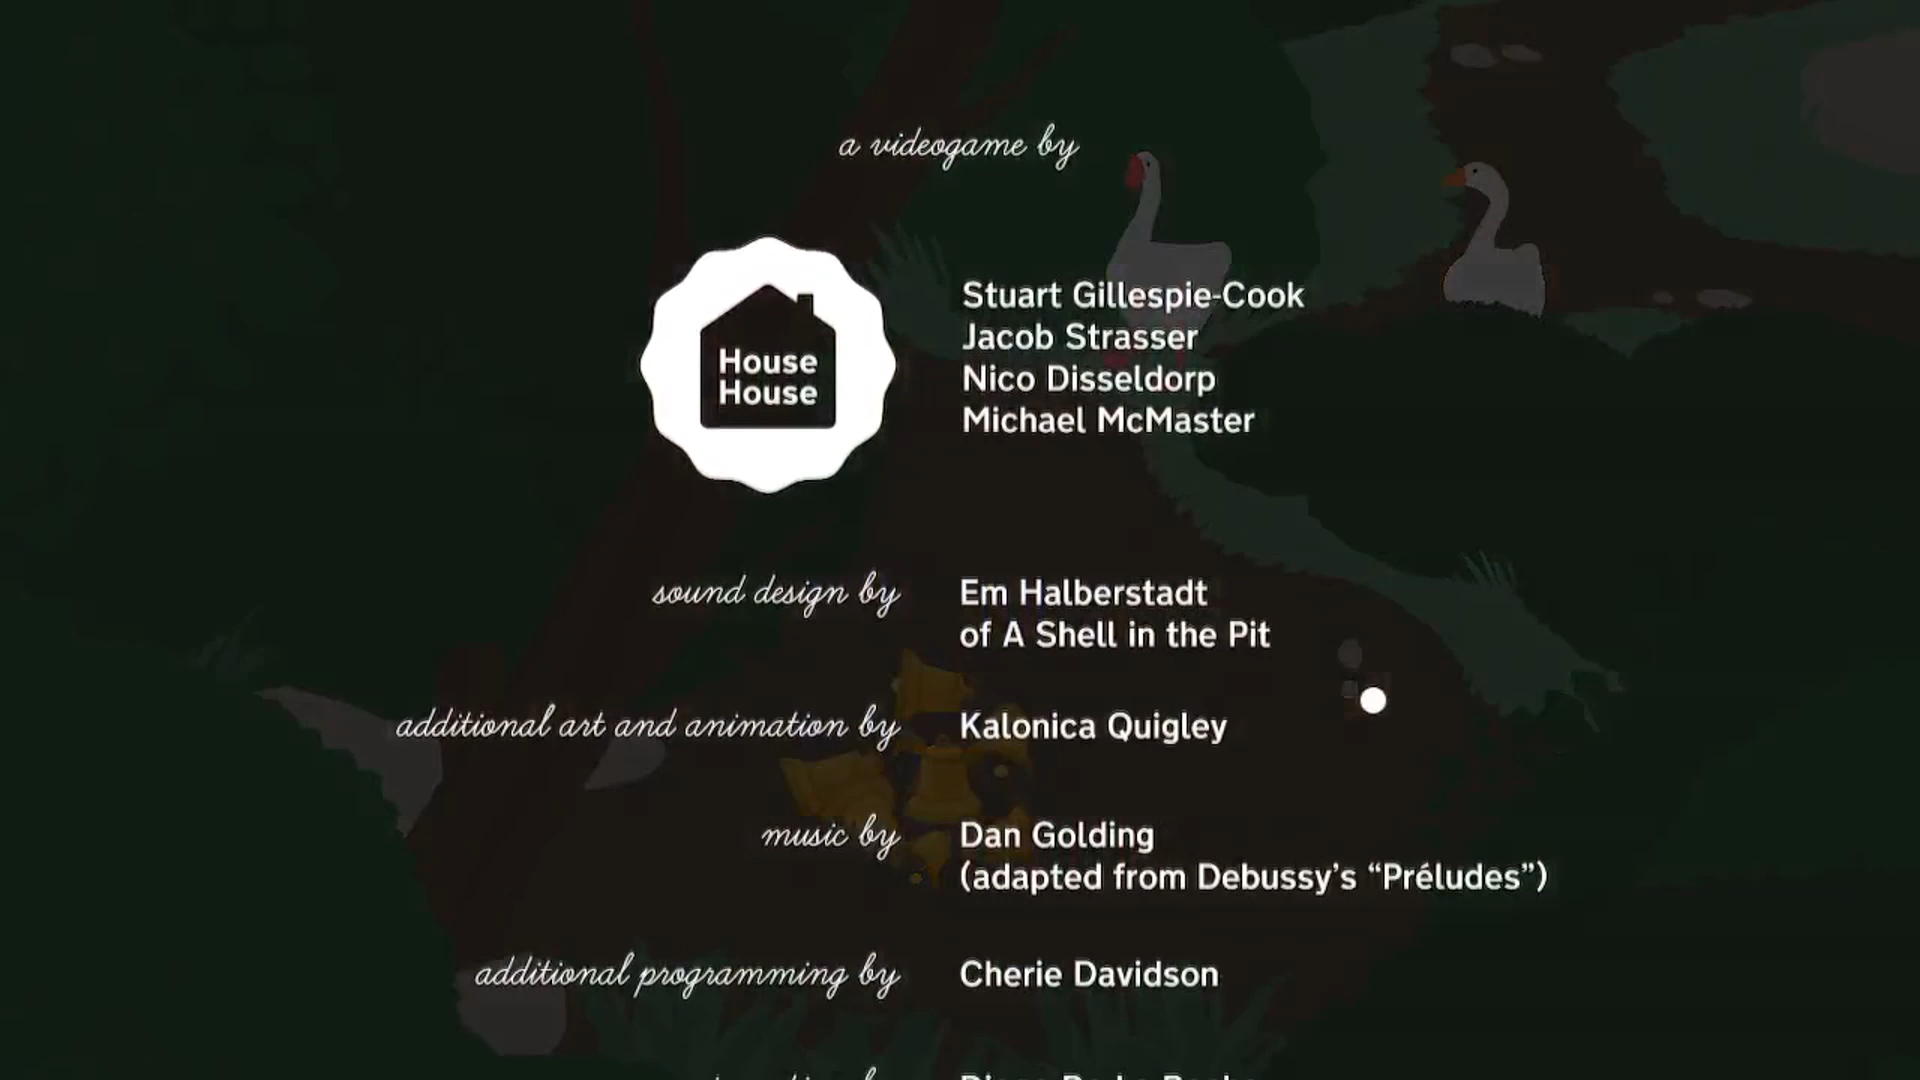 a videogame by
House
House
Stuart Gillespie-Cook
Jacob Strasser
Nico Disseldorp
Michael McMaster
sound design by
Em Halberstadt
of A Shell in the Pit
additional art and animation by
Kalonica Quigley
music by
Dan Golding
(adapted from Debussy’s “Préludes”)
additional programming by
Cherie Davidson